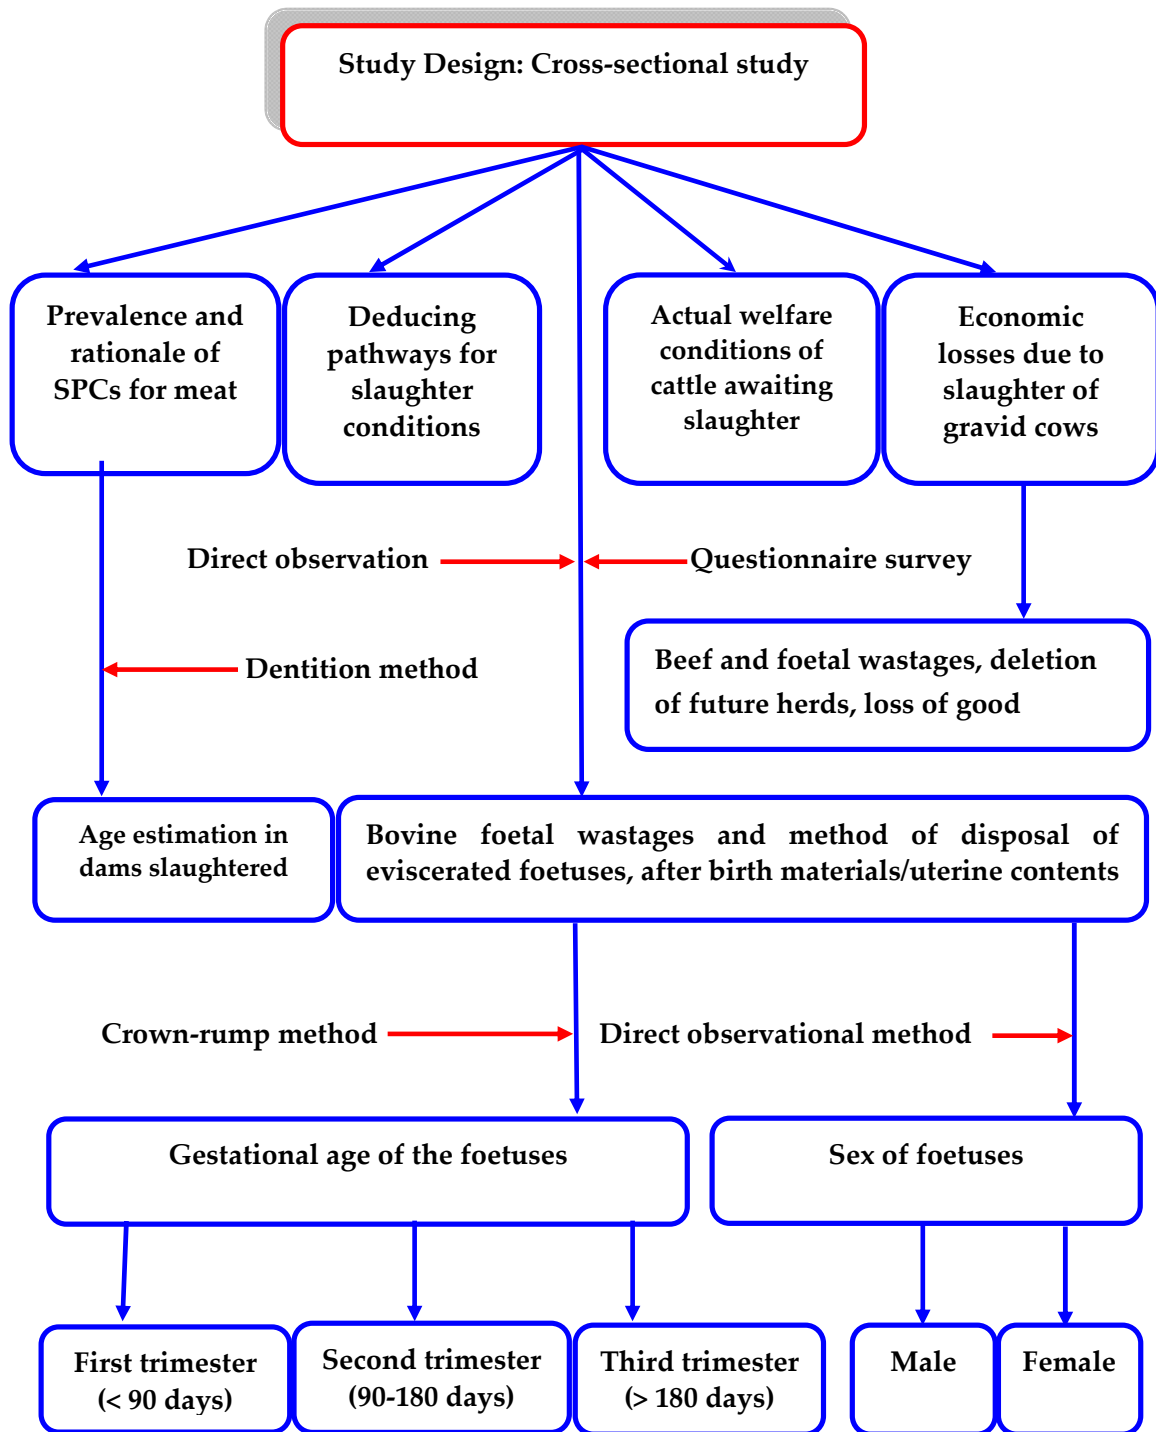 Study Design: Cross-sectional study
Prevalence and
rationale of
SPCs for meat
Deducing
pathways for
slaughter
conditions
Actual welfare
conditions of
cattle awaiting
slaughter
Economic
losses due to
slaughter of
gravid cows
Direct observation
Questionnaire survey
Dentition method
Beef and foetal wastages, deletion
of future herds, loss of good
Age estimation in
dams slaughtered
Bovine foetal wastages and method of disposal of
eviscerated foetuses, after birth materials/uterine contents
Crown-rump method
Direct observational method
Gestational age of the foetuses
Sex of foetuses
First trimester
(< 90 days)
Second trimester
(90-180 days)
Third trimester
(> 180 days)
Male
Female